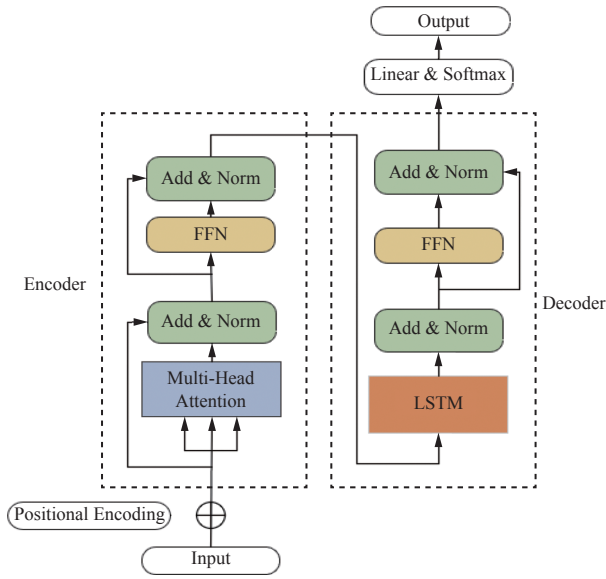 Output
Linear & Softmax
Add & Norm
FFN
Add & Norm
Multi-Head
Attention
Encoder
Add & Norm
FFN
Add & Norm
LSTM
Decoder
Positional Encoding
Input